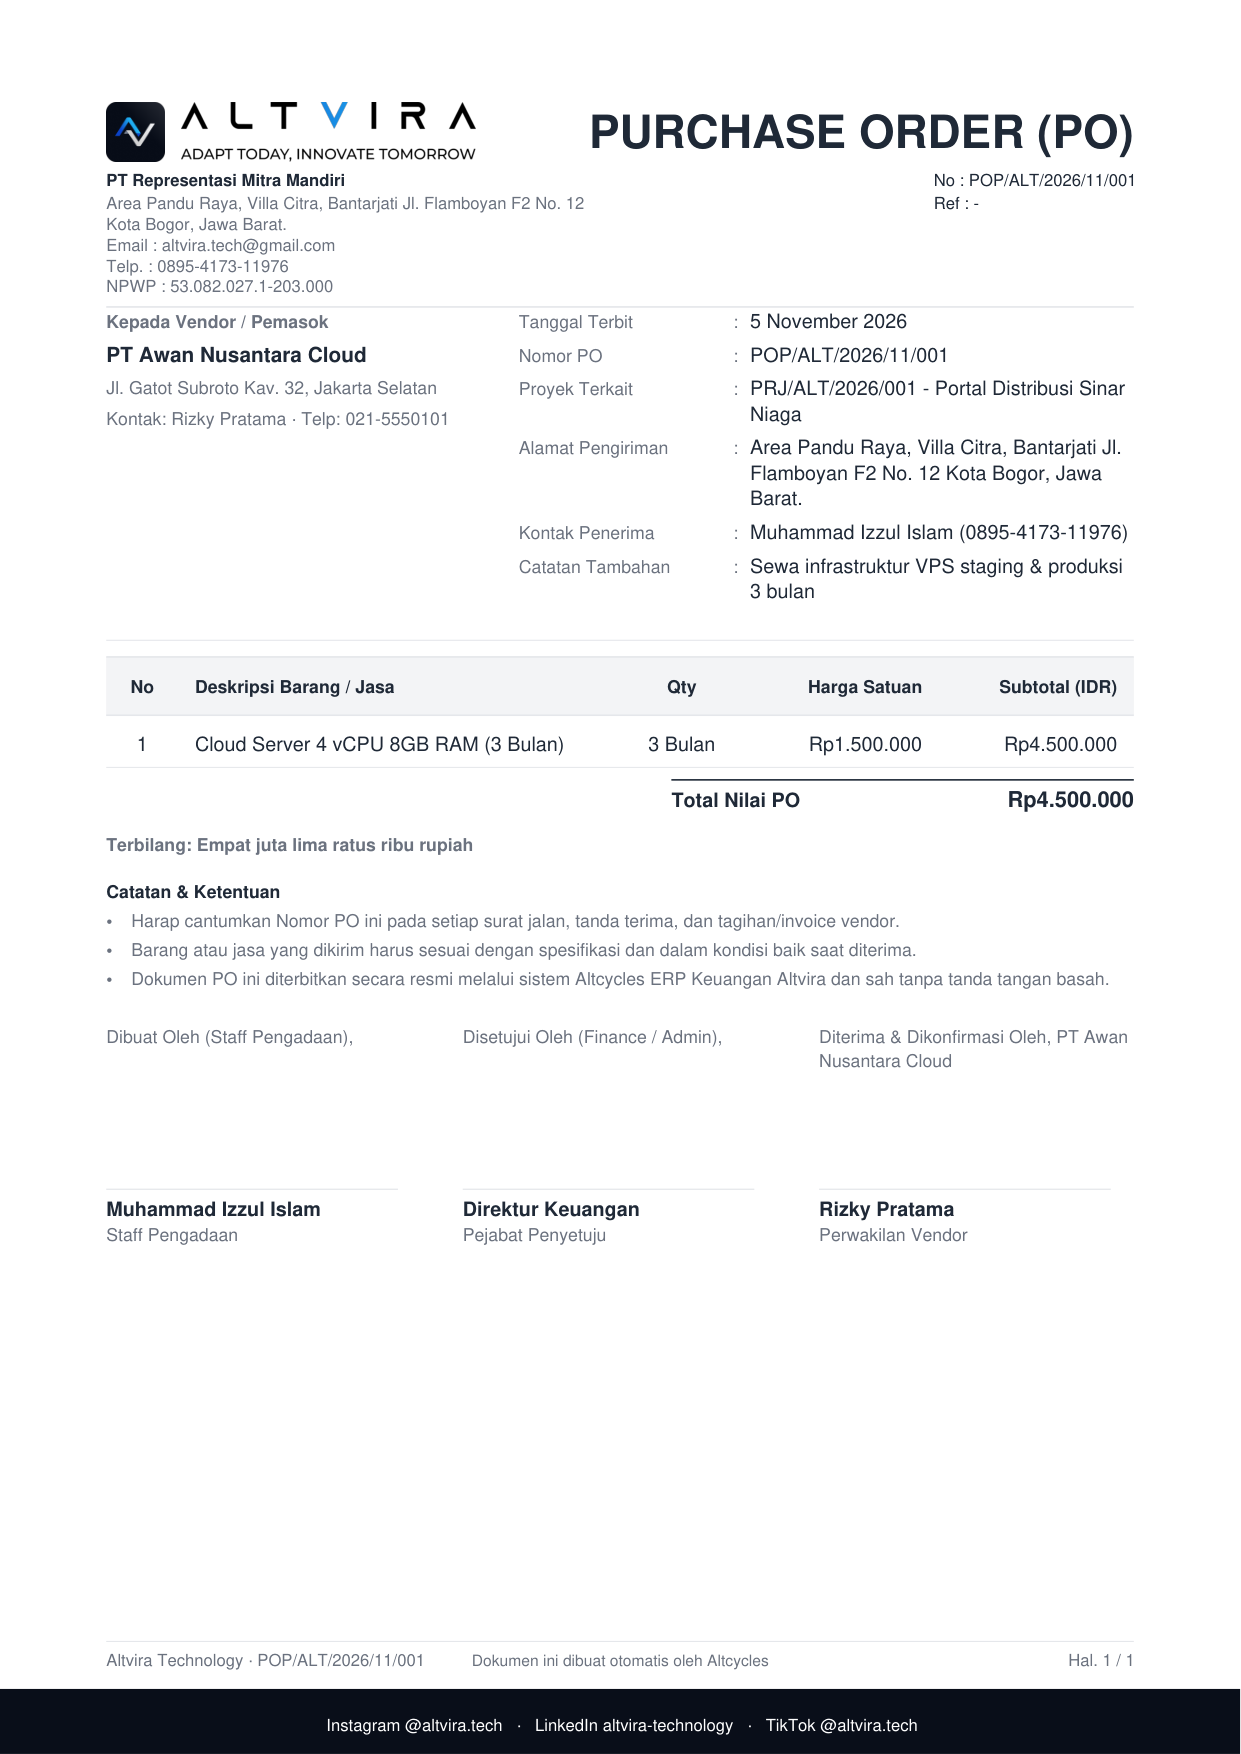 ALTVIRA
ADAPT TODAY, INNOVATE TOMORROW
PURCHASE ORDER (PO)
PT Representasi Mitra Mandiri
Area Pandu Raya, Villa Citra, Bantarjati Jl. Flamboyan F2 No. 12
Kota Bogor, Jawa Barat.
Email : altvira.tech@gmail.com
Telp. : 0895-4173-11976
NPWP : 53.082.027.1-203.000
No : POP/ALT/2026/11/001
Ref : -
Kepada Vendor / Pemasok
PT Awan Nusantara Cloud
Jl. Gatot Subroto Kav. 32, Jakarta Selatan
Kontak: Rizky Pratama · Telp: 021-5550101
Tanggal Terbit : 5 November 2026
Nomor PO : POP/ALT/2026/11/001
Proyek Terkait : PRJ/ALT/2026/001 - Portal Distribusi Sinar
Niaga
Alamat Pengiriman : Area Pandu Raya, Villa Citra, Bantarjati Jl.
Flamboyan F2 No. 12 Kota Bogor, Jawa
Barat.
Kontak Penerima : Muhammad Izzul Islam (0895-4173-11976)
Catatan Tambahan : Sewa infrastruktur VPS staging & produksi
3 bulan
No Deskripsi Barang / Jasa Qty Harga Satuan Subtotal (IDR)
1 Cloud Server 4 vCPU 8GB RAM (3 Bulan) 3 Bulan Rp1.500.000 Rp4.500.000
Total Nilai PO Rp4.500.000
Terbilang: Empat juta lima ratus ribu rupiah
Catatan & Ketentuan
• Harap cantumkan Nomor PO ini pada setiap surat jalan, tanda terima, dan tagihan/invoice vendor.
• Barang atau jasa yang dikirim harus sesuai dengan spesifikasi dan dalam kondisi baik saat diterima.
• Dokumen PO ini diterbitkan secara resmi melalui sistem Altcycles ERP Keuangan Altvira dan sah tanpa tanda tangan basah.
Dibuat Oleh (Staff Pengadaan),
Muhammad Izzul Islam
Staff Pengadaan
Disetujui Oleh (Finance / Admin),
Direktur Keuangan
Pejabat Penyetuju
Diterima & Dikonfirmasi Oleh, PT Awan
Nusantara Cloud
Rizky Pratama
Perwakilan Vendor
Altvira Technology · POP/ALT/2026/11/001 Dokumen ini dibuat otomatis oleh Altcycles Hal. 1 / 1
Instagram @altvira.tech · LinkedIn altvira-technology · TikTok @altvira.tech